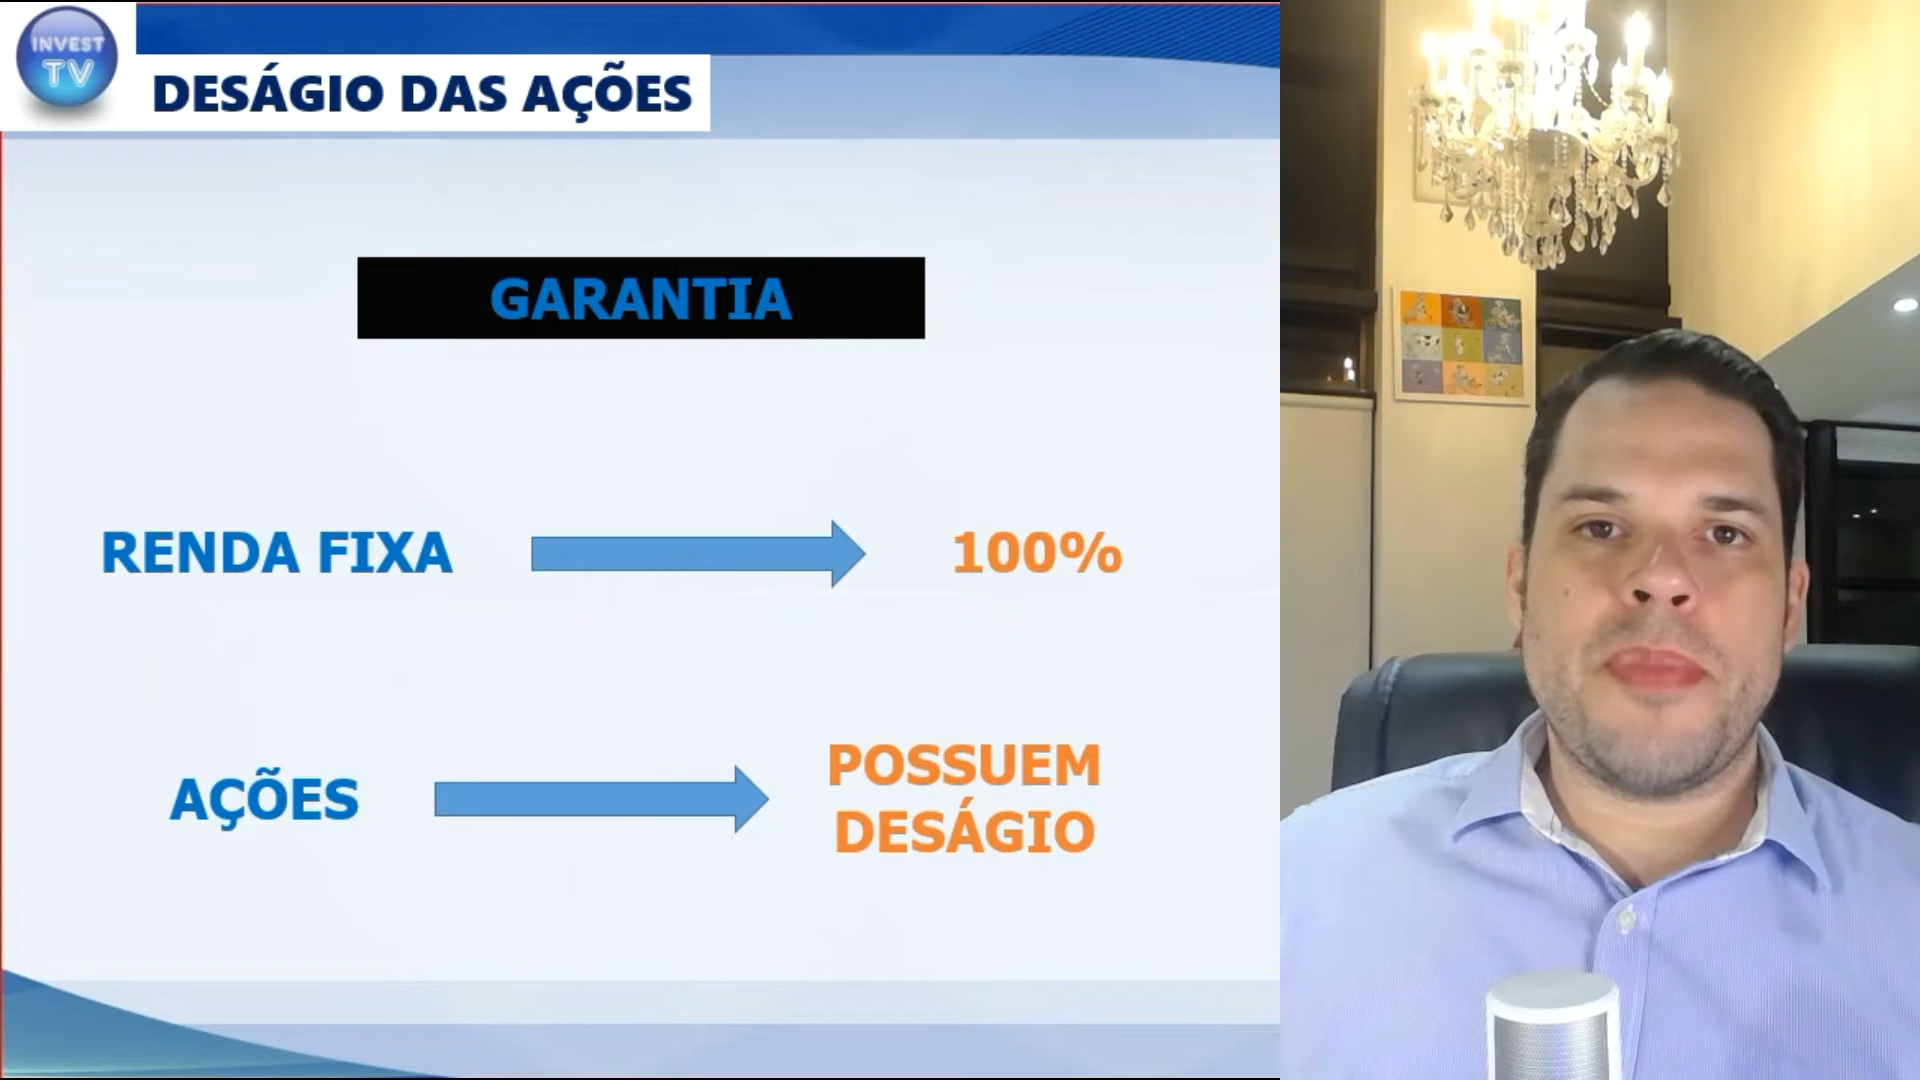 INVEST
TV
DESÁGIO DAS AÇÕES
GARANTIA
RENDA FIXA
100%
AÇÕES
POSSUEM
DESÁGIO